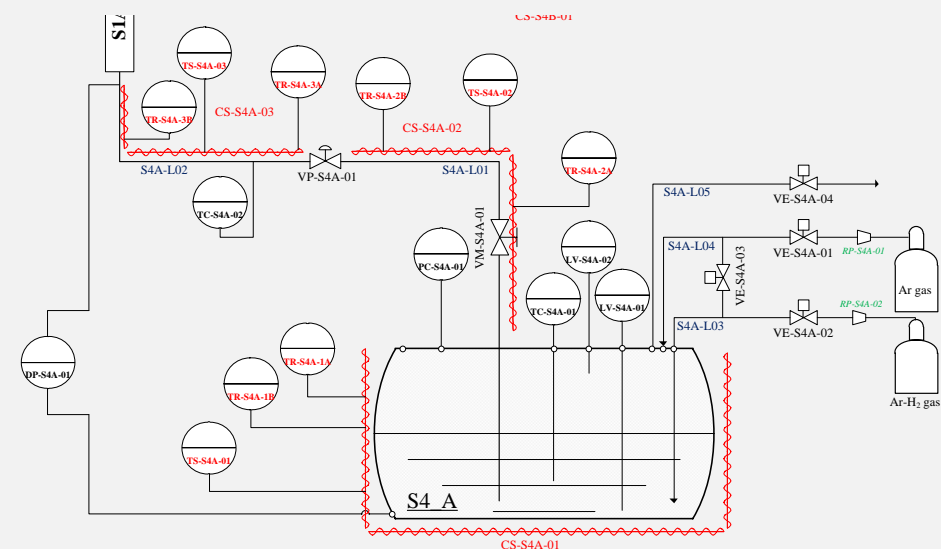 CS-S4B-01
S1A
TS-S4A-03
TR-S4A-3A
TR-S4A-2B
TS-S4A-02
TR-S4A-3B
CS-S4A-03
CS-S4A-02
S4A-L02
VP-S4A-01
S4A-L01
TR-S4A-2A
S4A-L05
VE-S4A-04
TC-S4A-02
VM-S4A-01
PC-S4A-01
LV-S4A-02
S4A-L04
VE-S4A-03
VE-S4A-01
RP-S4A-01
Ar gas
TC-S4A-01
LV-S4A-01
S4A-L03
VE-S4A-02
RP-S4A-02
Ar-H₂ gas
DP-S4A-01
TR-S4A-1A
TR-S4A-1B
TS-S4A-01
S4_A
CS-S4A-01